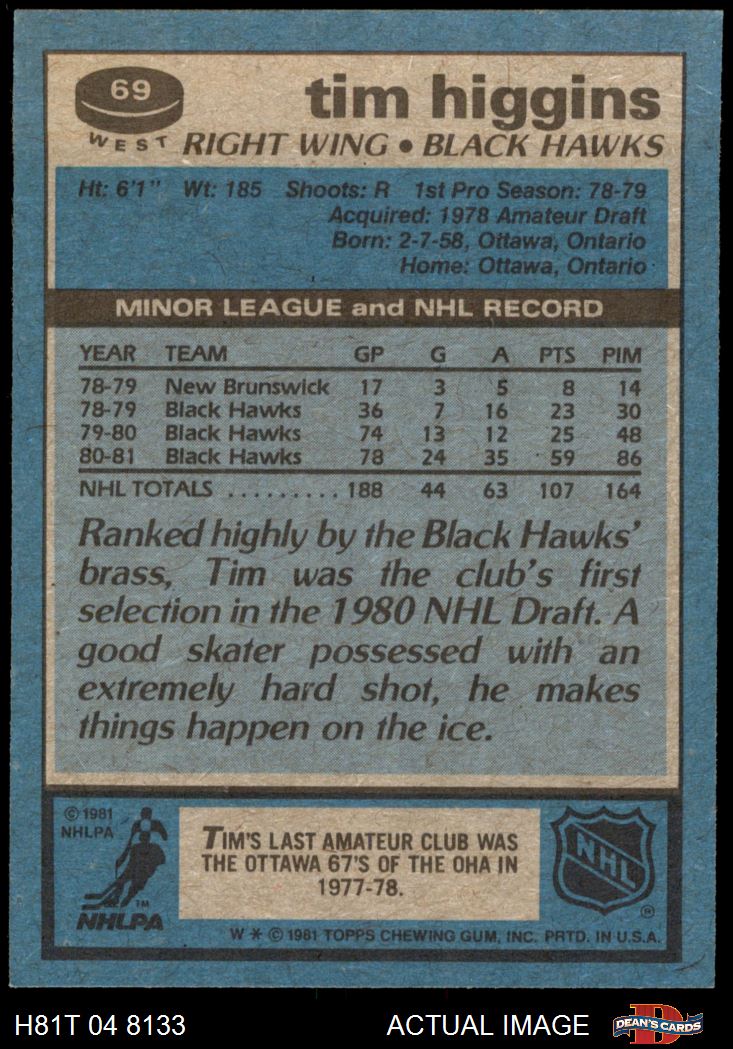 69
WEST
tim higgins
RIGHT WING • BLACK HAWKS
Ht: 6'1" Wt: 185 Shoots: R 1st Pro Season: 78-79
Acquired: 1978 Amateur Draft
Born: 2-7-58, Ottawa, Ontario
Home: Ottawa, Ontario
MINOR LEAGUE and NHL RECORD
YEAR TEAM GP G A PTS PIM
78-79 New Brunswick 17 3 5 8 14
78-79 Black Hawks 36 7 16 23 30
79-80 Black Hawks 74 13 12 25 48
80-81 Black Hawks 78 24 35 59 86
NHL TOTALS ......... 188 44 63 107 164
Ranked highly by the Black Hawks'
brass, Tim was the club's first
selection in the 1980 NHL Draft. A
good skater possessed with an
extremely hard shot, he makes
things happen on the ice.
© 1981
NHLPA
TM
NHLPA
TIM'S LAST AMATEUR CLUB WAS
THE OTTAWA 67'S OF THE OHA IN
1977-78.
NHL
®
W * © 1981 TOPPS CHEWING GUM, INC. PRTD. IN U.S.A.
H81T 04 8133 ACTUAL IMAGE
D
DEAN'S CARDS